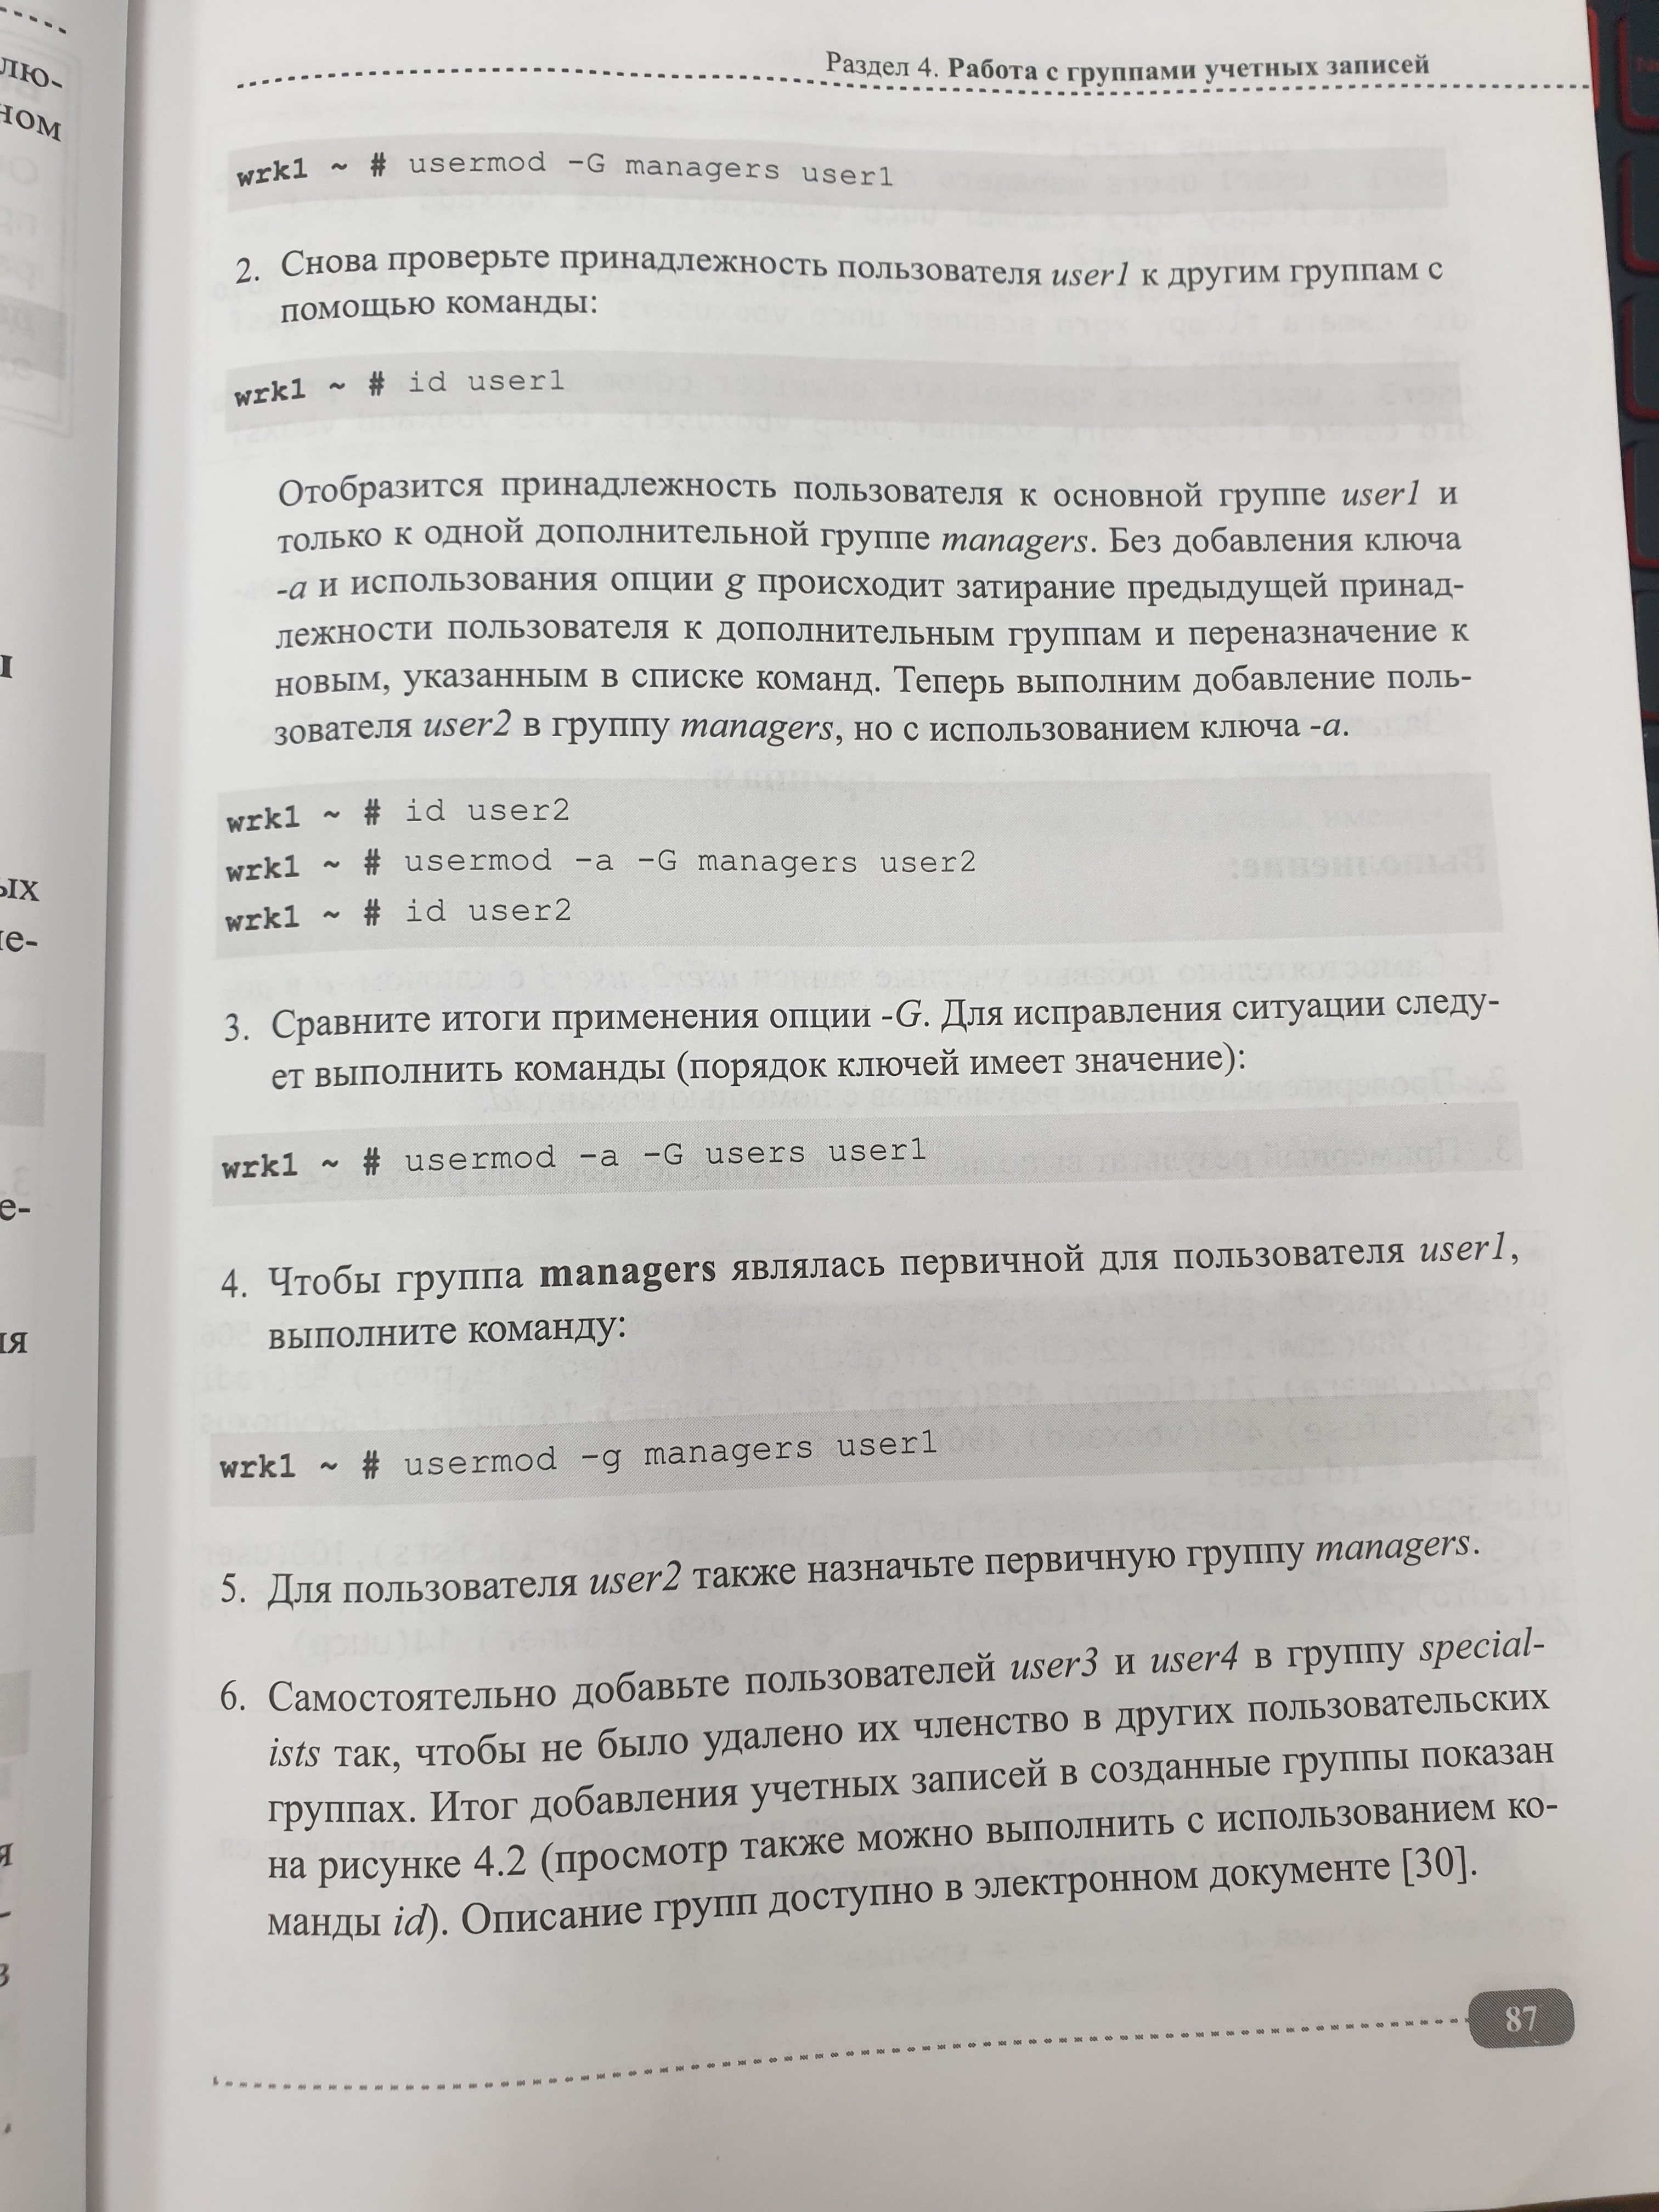 лю-
ном
Раздел 4. Работа с группами учетных записей
wrk1 ~ # usermod -G managers user1
2. Снова проверьте принадлежность пользователя user1 к другим группам с
помощью команды:
wrk1 ~ # id user1
Отобразится принадлежность пользователя к основной группе user1 и
только к одной дополнительной группе managers. Без добавления ключа
-a и использования опции g происходит затирание предыдущей принад-
лежности пользователя к дополнительным группам и переназначение к
новым, указанным в списке команд. Теперь выполним добавление поль-
зователя user2 в группу managers, но с использованием ключа -a.
wrk1 ~ # id user2
wrk1 ~ # usermod -a -G managers user2
wrk1 ~ # id user2
3. Сравните итоги применения опции -G. Для исправления ситуации следу-
ет выполнить команды (порядок ключей имеет значение):
wrk1 ~ # usermod -a -G users user1
4. Чтобы группа managers являлась первичной для пользователя user1,
выполните команду:
wrk1 ~ # usermod -g managers user1
5. Для пользователя user2 также назначьте первичную группу managers.
6. Самостоятельно добавьте пользователей user3 и user4 в группу special-
ists так, чтобы не было удалено их членство в других пользовательских
группах. Итог добавления учетных записей в созданные группы показан
на рисунке 4.2 (просмотр также можно выполнить с использованием ко-
манды id). Описание групп доступно в электронном документе [30].
87